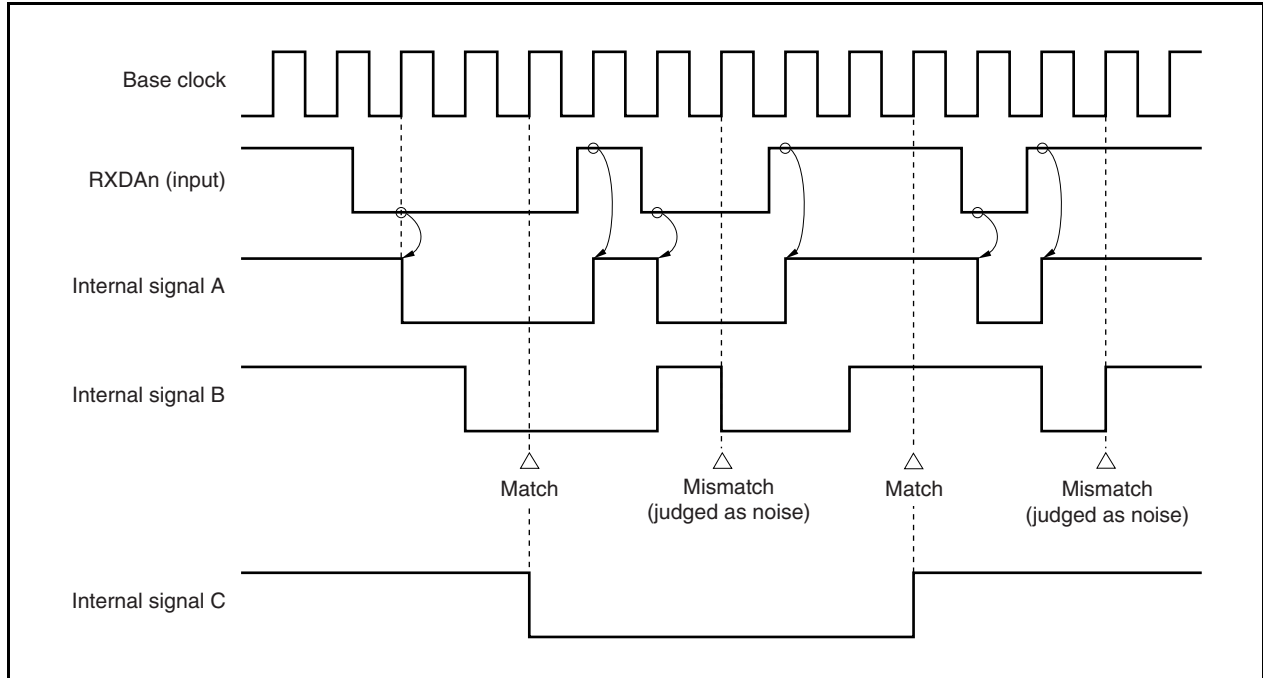 Base clock
RXDAn (input)
Internal signal A
Internal signal B
Match
Mismatch
(judged as noise)
Match
Mismatch
(judged as noise)
Internal signal C